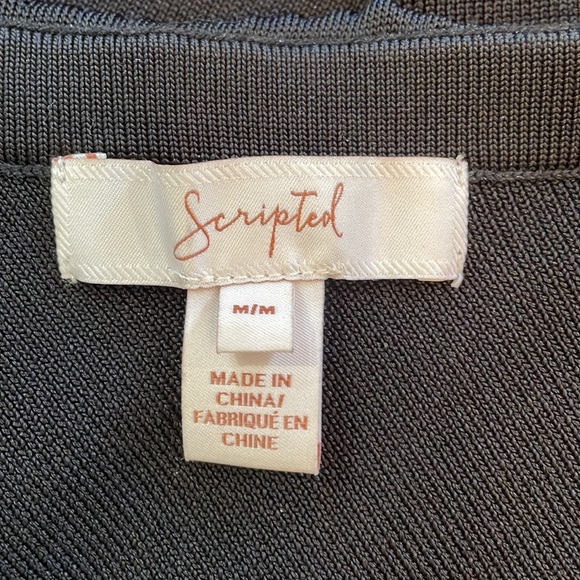 Scripted
M/M
MADE IN
CHINA/
FABRIQUÉ EN
CHINE